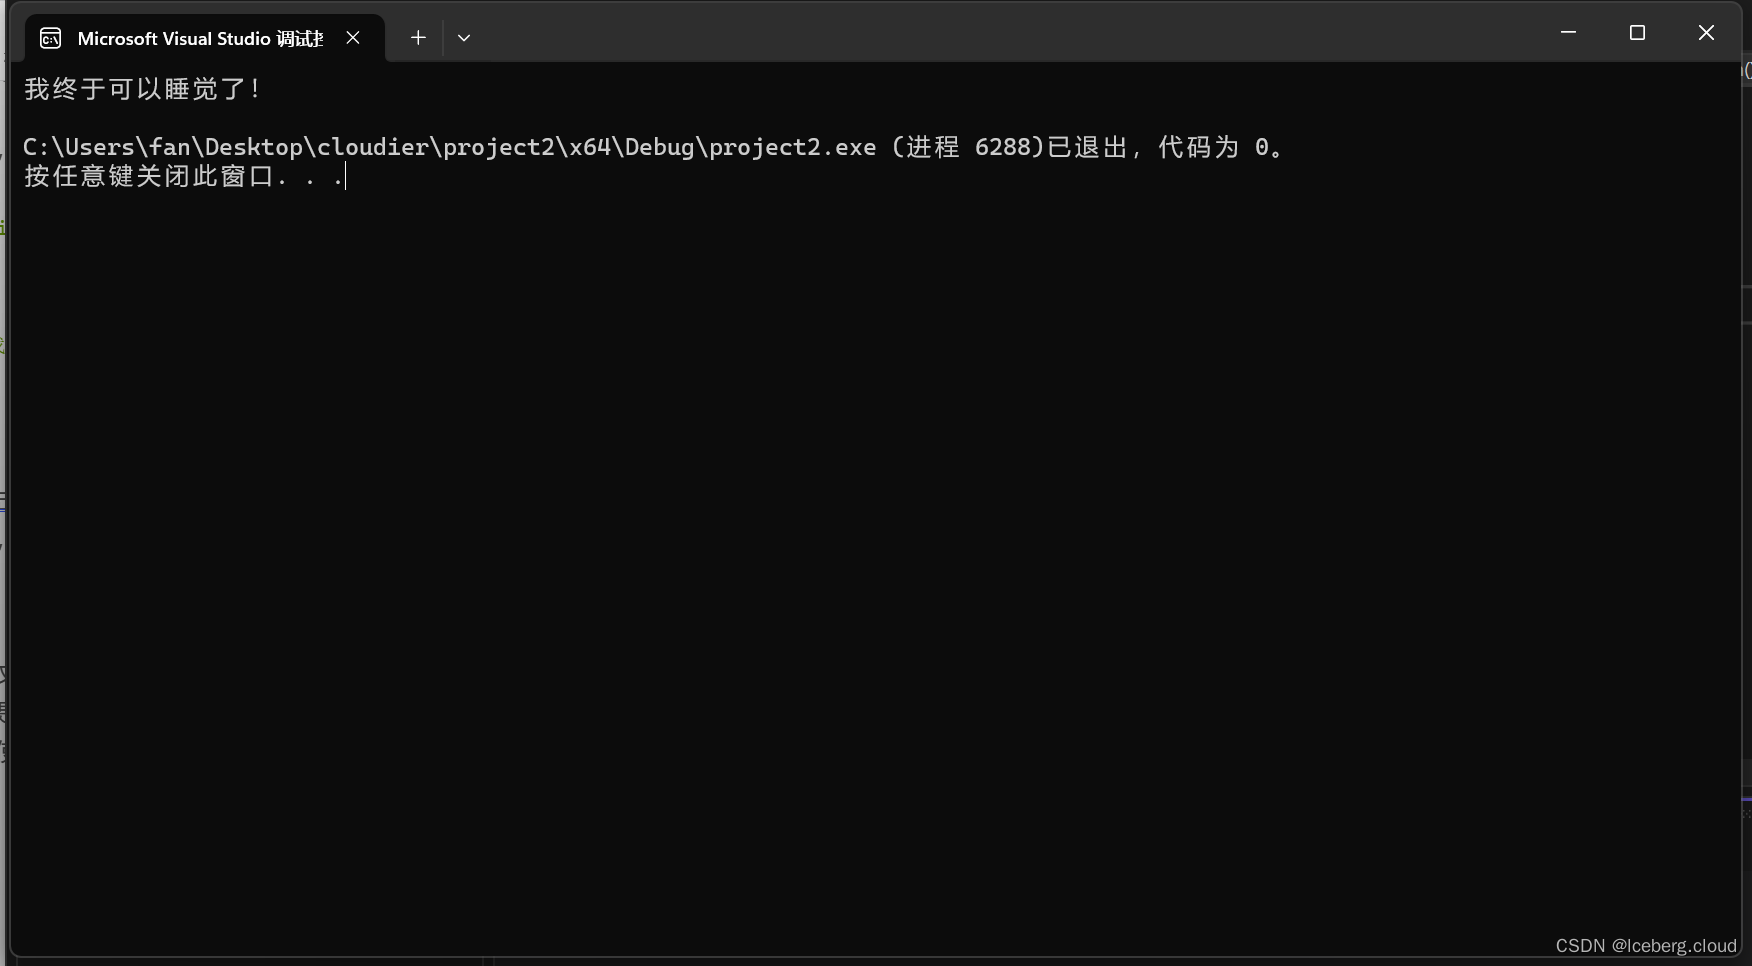 Microsoft Visual Studio 调试
我终于可以睡觉了!
C:\Users\fan\Desktop\cloudier\project2\x64\Debug\project2.exe (进程 6288)已退出，代码为 0。
按任意键关闭此窗口. . .
CSDN @Iceberg.cloud